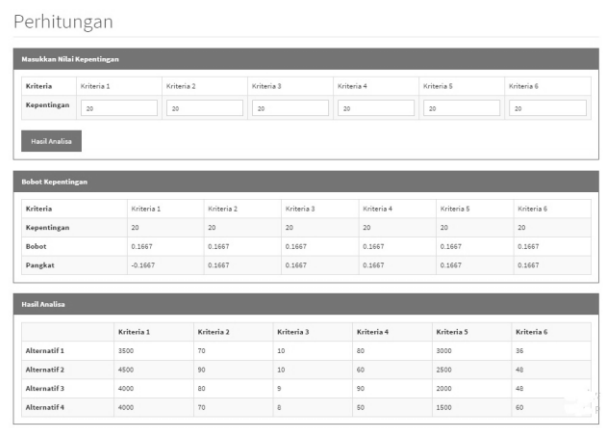 Perhitungan
Masukkan Nilai Kepentingan
Kriteria Kriteria 1 Kriteria 2 Kriteria 3 Kriteria 4 Kriteria 5 Kriteria 6
Kepentingan 20 20 20 20 20 20
Hasil Analisa
Bobot Kepentingan
Kriteria Kriteria 1 Kriteria 2 Kriteria 3 Kriteria 4 Kriteria 5 Kriteria 6
Kepentingan 20 20 20 20 20 20
Bobot 0.1667 0.1667 0.1667 0.1667 0.1667 0.1667
Pangkat -0.1667 0.1667 0.1667 0.1667 0.1667 0.1667
Hasil Analisa
Kriteria 1 Kriteria 2 Kriteria 3 Kriteria 4 Kriteria 5 Kriteria 6
Alternatif 1 3500 70 10 80 3000 36
Alternatif 2 4500 90 10 60 2500 48
Alternatif 3 4000 80 9 90 2000 48
Alternatif 4 4000 70 8 50 1500 60